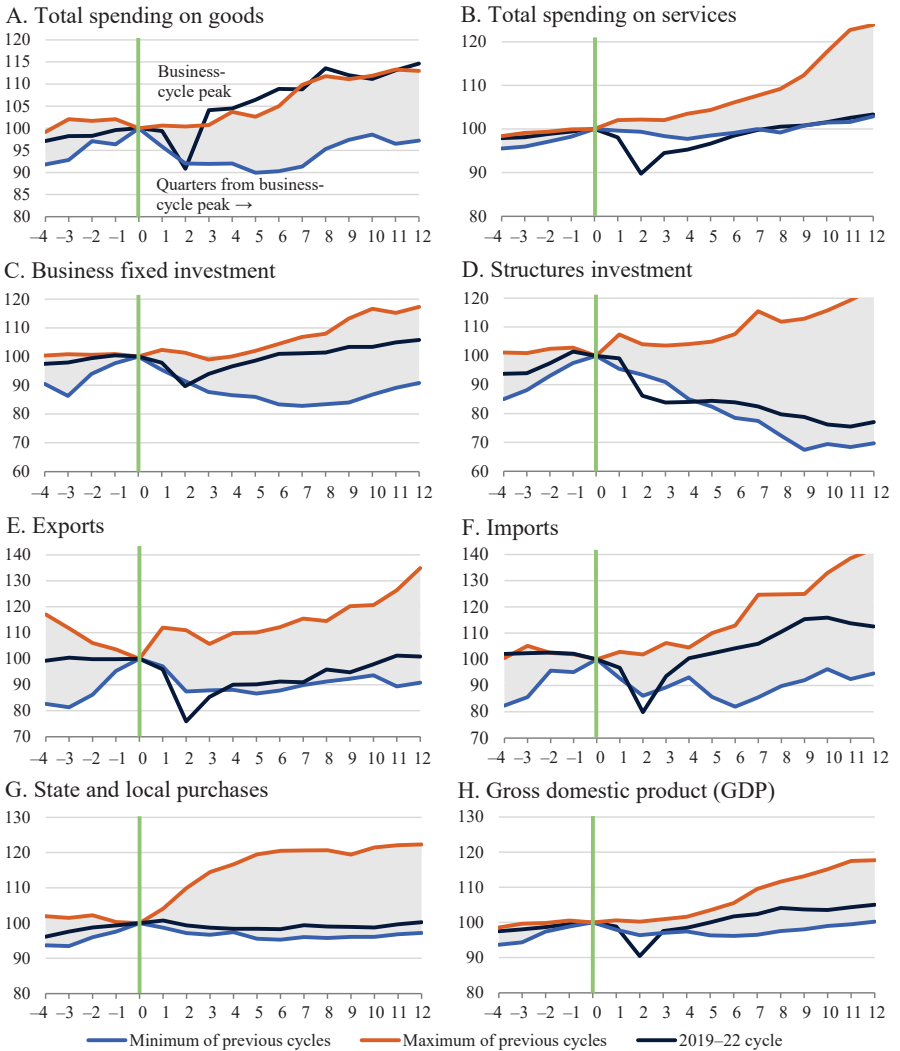 A. Total spending on goods
120
115
110
105
100
95
90
85
80
Business-
cycle peak
Quarters from business-
cycle peak →
–4 –3 –2 –1 0 1 2 3 4 5 6 7 8 9 10 11 12
B. Total spending on services
120
110
100
90
80
–4 –3 –2 –1 0 1 2 3 4 5 6 7 8 9 10 11 12
C. Business fixed investment
120
110
100
90
80
70
60
–4 –3 –2 –1 0 1 2 3 4 5 6 7 8 9 10 11 12
D. Structures investment
120
110
100
90
80
70
60
–4 –3 –2 –1 0 1 2 3 4 5 6 7 8 9 10 11 12
E. Exports
140
130
120
110
100
90
80
70
–4 –3 –2 –1 0 1 2 3 4 5 6 7 8 9 10 11 12
F. Imports
140
130
120
110
100
90
80
70
–4 –3 –2 –1 0 1 2 3 4 5 6 7 8 9 10 11 12
G. State and local purchases
130
120
110
100
90
80
–4 –3 –2 –1 0 1 2 3 4 5 6 7 8 9 10 11 12
H. Gross domestic product (GDP)
130
120
110
100
90
80
–4 –3 –2 –1 0 1 2 3 4 5 6 7 8 9 10 11 12
Minimum of previous cycles Maximum of previous cycles 2019–22 cycle